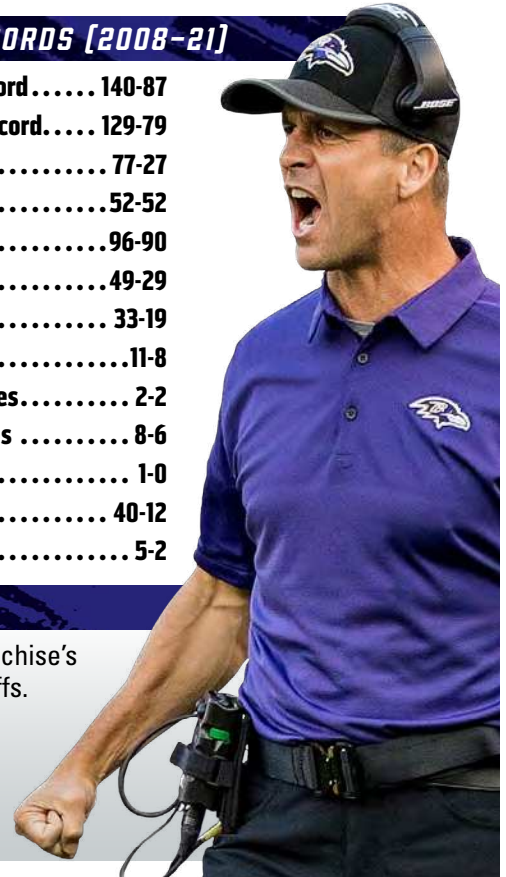 ORDS (2008–21)
ord...... 140-87
cord..... 129-79
.......... 77-27
..........52-52
..........96-90
..........49-29
.......... 33-19
............11-8
es.......... 2-2
s .......... 8-6
............ 1-0
.......... 40-12
............ 5-2
chise's
ffs.
BOSE